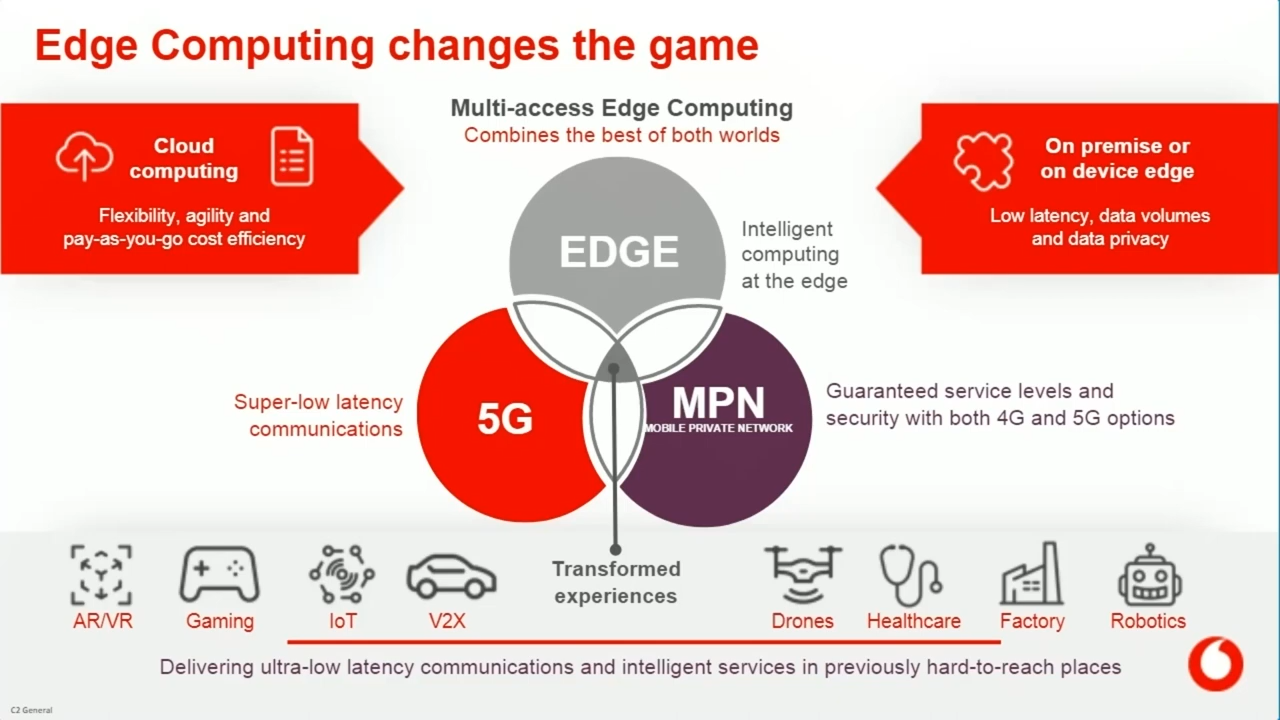 Edge Computing changes the game
Multi-access Edge Computing
Combines the best of both worlds
Cloud
computing
Flexibility, agility and
pay-as-you-go cost efficiency
On premise or
on device edge
Low latency, data volumes
and data privacy
EDGE
Intelligent
computing
at the edge
5G
Super-low latency
communications
MPN
MOBILE PRIVATE NETWORK
Guaranteed service levels and
security with both 4G and 5G options
Transformed
experiences
AR/VR
Gaming
IoT
V2X
Drones
Healthcare
Factory
Robotics
Delivering ultra-low latency communications and intelligent services in previously hard-to-reach places
C2 General